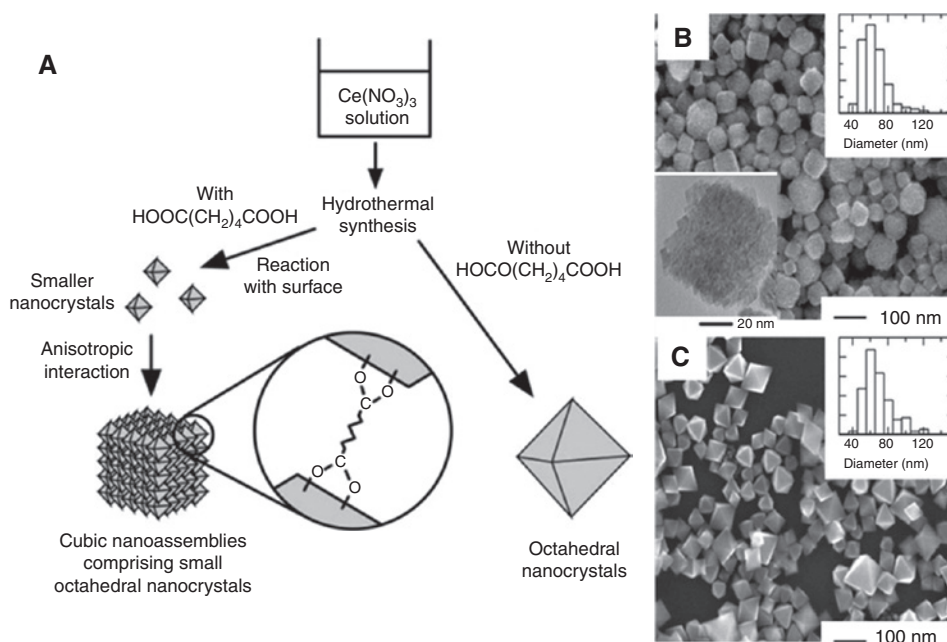 A
Ce(NO3)3
solution
With
HOOC(CH2)4COOH
Hydrothermal
synthesis
Without
HOCO(CH2)4COOH
Reaction
with surface
Smaller
nanocrystals
Anisotropic
interaction
O
C
O
C
O
O
Cubic nanoassemblies
comprising small
octahedral nanocrystals
Octahedral
nanocrystals
B
40 80 120
Diameter (nm)
20 nm
100 nm
C
40 80 120
Diameter (nm)
100 nm